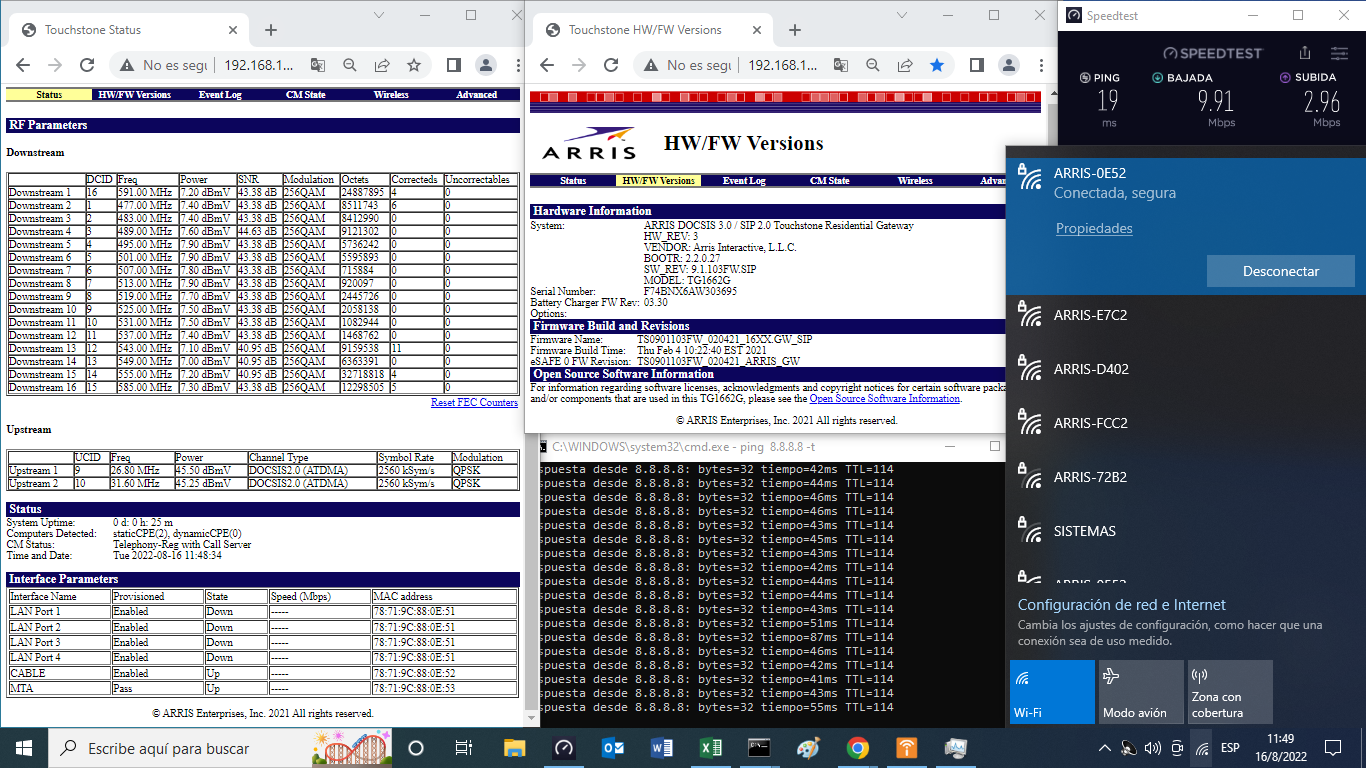 Touchstone Status
No es segu
192.168.1...
Status HW/FW Versions Event Log CM State Wireless Advanced
RF Parameters
Downstream
DCID Freq Power SNR Modulation Octets Correcteds Uncorrectables
Downstream 1 16 591.00 MHz 7.20 dBmV 43.38 dB 256QAM 24887895 4 0
Downstream 2 1 477.00 MHz 7.40 dBmV 43.38 dB 256QAM 8511743 6 0
Downstream 3 2 483.00 MHz 7.40 dBmV 43.38 dB 256QAM 8412990 0 0
Downstream 4 3 489.00 MHz 7.60 dBmV 44.63 dB 256QAM 9121302 0 0
Downstream 5 4 495.00 MHz 7.90 dBmV 43.38 dB 256QAM 5736242 0 0
Downstream 6 5 501.00 MHz 7.90 dBmV 43.38 dB 256QAM 5595893 0 0
Downstream 7 6 507.00 MHz 7.80 dBmV 43.38 dB 256QAM 715884 0 0
Downstream 8 7 513.00 MHz 7.90 dBmV 43.38 dB 256QAM 920097 0 0
Downstream 9 8 519.00 MHz 7.70 dBmV 43.38 dB 256QAM 2445726 0 0
Downstream 10 9 525.00 MHz 7.50 dBmV 43.38 dB 256QAM 2058138 0 0
Downstream 11 10 531.00 MHz 7.50 dBmV 43.38 dB 256QAM 1082944 0 0
Downstream 12 11 537.00 MHz 7.40 dBmV 43.38 dB 256QAM 1468762 0 0
Downstream 13 12 543.00 MHz 7.10 dBmV 40.95 dB 256QAM 9159538 11 0
Downstream 14 13 549.00 MHz 7.00 dBmV 40.95 dB 256QAM 6363391 0 0
Downstream 15 14 555.00 MHz 7.20 dBmV 40.95 dB 256QAM 32718818 4 0
Downstream 16 15 585.00 MHz 7.30 dBmV 43.38 dB 256QAM 12298505 5 0
Reset FEC Counters
Upstream
UCID Freq Power Channel Type Symbol Rate Modulation
Upstream 1 9 26.80 MHz 45.50 dBmV DOCSIS2.0 (ATDMA) 2560 kSym/s QPSK
Upstream 2 10 31.60 MHz 45.25 dBmV DOCSIS2.0 (ATDMA) 2560 kSym/s QPSK
Status
System Uptime: 0 d: 0 h: 25 m
Computers Detected: staticCPE(2), dynamicCPE(0)
CM Status: Telephony-Reg with Call Server
Time and Date: Tue 2022-08-16 11:48:34
Interface Parameters
Interface Name Provisioned State Speed (Mbps) MAC address
LAN Port 1 Enabled Down ----- 78:71:9C:88:0E:51
LAN Port 2 Enabled Down ----- 78:71:9C:88:0E:51
LAN Port 3 Enabled Down ----- 78:71:9C:88:0E:51
LAN Port 4 Enabled Down ----- 78:71:9C:88:0E:51
CABLE Enabled Up ----- 78:71:9C:88:0E:52
MTA Pass Up ----- 78:71:9C:88:0E:53
© ARRIS Enterprises, Inc. 2021 All rights reserved.
Touchstone HW/FW Versions
No es segu
192.168.1...
ARRIS
HW/FW Versions
Status HW/FW Versions Event Log CM State Wireless Advan
Hardware Information
System: ARRIS DOCSIS 3.0 / SIP 2.0 Touchstone Residential Gateway
HW_REV: 3
VENDOR: Arris Interactive, L.L.C.
BOOTR: 2.2.0.27
SW_REV: 9.1.103FW.SIP
MODEL: TG1662G
Serial Number: F74BNX6AW303695
Battery Charger FW Rev: 03.30
Options:
Firmware Build and Revisions
Firmware Name: TS0901103FW_020421_16XX.GW_SIP
Firmware Build Time: Thu Feb 4 10:22:40 EST 2021
eSAFE 0 FW Revision: TS0901103FW_020421_ARRIS_GW
Open Source Software Information
For information regarding software licenses, acknowledgments and copyright notices for certain software packa
and/or components that are used in this TG1662G, please see the Open Source Software Information.
© ARRIS Enterprises, Inc. 2021 All rights reserved.
C:\WINDOWS\system32\cmd.exe - ping 8.8.8.8 -t
spuesta desde 8.8.8.8: bytes=32 tiempo=42ms TTL=114
spuesta desde 8.8.8.8: bytes=32 tiempo=44ms TTL=114
spuesta desde 8.8.8.8: bytes=32 tiempo=46ms TTL=114
spuesta desde 8.8.8.8: bytes=32 tiempo=46ms TTL=114
spuesta desde 8.8.8.8: bytes=32 tiempo=43ms TTL=114
spuesta desde 8.8.8.8: bytes=32 tiempo=45ms TTL=114
spuesta desde 8.8.8.8: bytes=32 tiempo=43ms TTL=114
spuesta desde 8.8.8.8: bytes=32 tiempo=42ms TTL=114
spuesta desde 8.8.8.8: bytes=32 tiempo=44ms TTL=114
spuesta desde 8.8.8.8: bytes=32 tiempo=44ms TTL=114
spuesta desde 8.8.8.8: bytes=32 tiempo=43ms TTL=114
spuesta desde 8.8.8.8: bytes=32 tiempo=51ms TTL=114
spuesta desde 8.8.8.8: bytes=32 tiempo=87ms TTL=114
spuesta desde 8.8.8.8: bytes=32 tiempo=46ms TTL=114
spuesta desde 8.8.8.8: bytes=32 tiempo=42ms TTL=114
spuesta desde 8.8.8.8: bytes=32 tiempo=41ms TTL=114
spuesta desde 8.8.8.8: bytes=32 tiempo=43ms TTL=114
spuesta desde 8.8.8.8: bytes=32 tiempo=55ms TTL=114
Speedtest
SPEEDTEST
PING BAJADA SUBIDA
19 9.91 2.96
ms Mbps Mbps
ARRIS-0E52
Conectada, segura
Propiedades
Desconectar
ARRIS-E7C2
ARRIS-D402
ARRIS-FCC2
ARRIS-72B2
SISTEMAS
Configuración de red e Internet
Cambia los ajustes de configuración, como hacer que una
conexión sea de uso medido.
Wi-Fi
Modo avión
Zona con
cobertura
Escribe aquí para buscar
ESP
11:49
16/8/2022